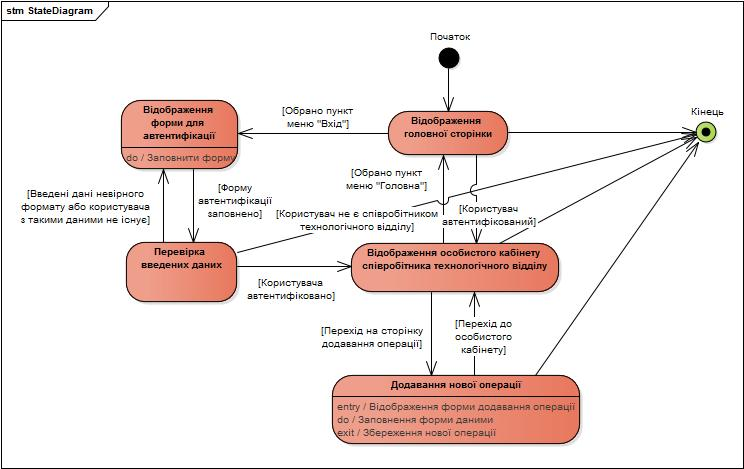 stm StateDiagram
Початок
Кінець
Відображення
форми для
автентифікації
do / Заповнити форму
[Обрано пункт
меню "Вхід"]
Відображення
головної сторінки
[Обрано пункт
меню "Головна"]
[Введені дані невірного
формату або користувача
з такими даними не існує]
[Форму
автентифікації
заповнено]
[Користувач не є співробітником
технологічного відділу]
[Користувач
автентифікований]
Перевірка
введених даних
[Користувача
автентифіковано]
Відображення особистого кабінету
співробітника технологічного відділу
[Перехід на сторінку
додавання операції]
[Перехід до
особистого
кабінету]
Додавання нової операції
entry / Відображення форми додавання операції
do / Заповнення форми даними
exit / Збереження нової операції